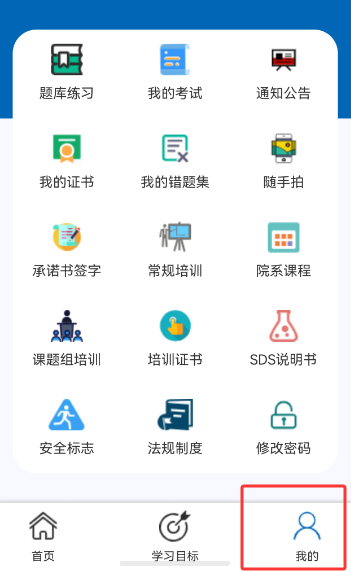 题库练习
我的考试
通知公告
我的证书
我的错题集
随手拍
承诺书签字
常规培训
院系课程
课题组培训
培训证书
SDS说明书
安全标志
法规制度
修改密码
首页
学习目标
我的